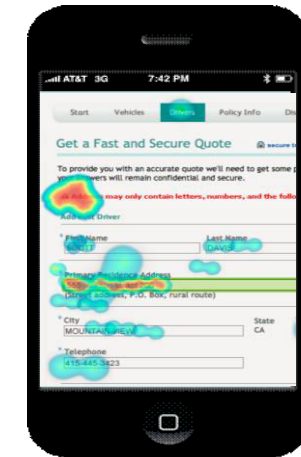 AT&T 3G 7:42 PM
Start Vehicles Drivers Policy Info
Get a Fast and Secure Quote secure
To provide you with an accurate quote we'll need to get some p
your answers will remain confidential and secure.
may only contain letters, numbers, and the follo
Add First Driver
* First Name Last Name
DAVIS
* Primary Residence Address
(Street address, P.O. Box, rural route)
* City State
MOUNTAIN VIEW CA
* Telephone
415-445-3423